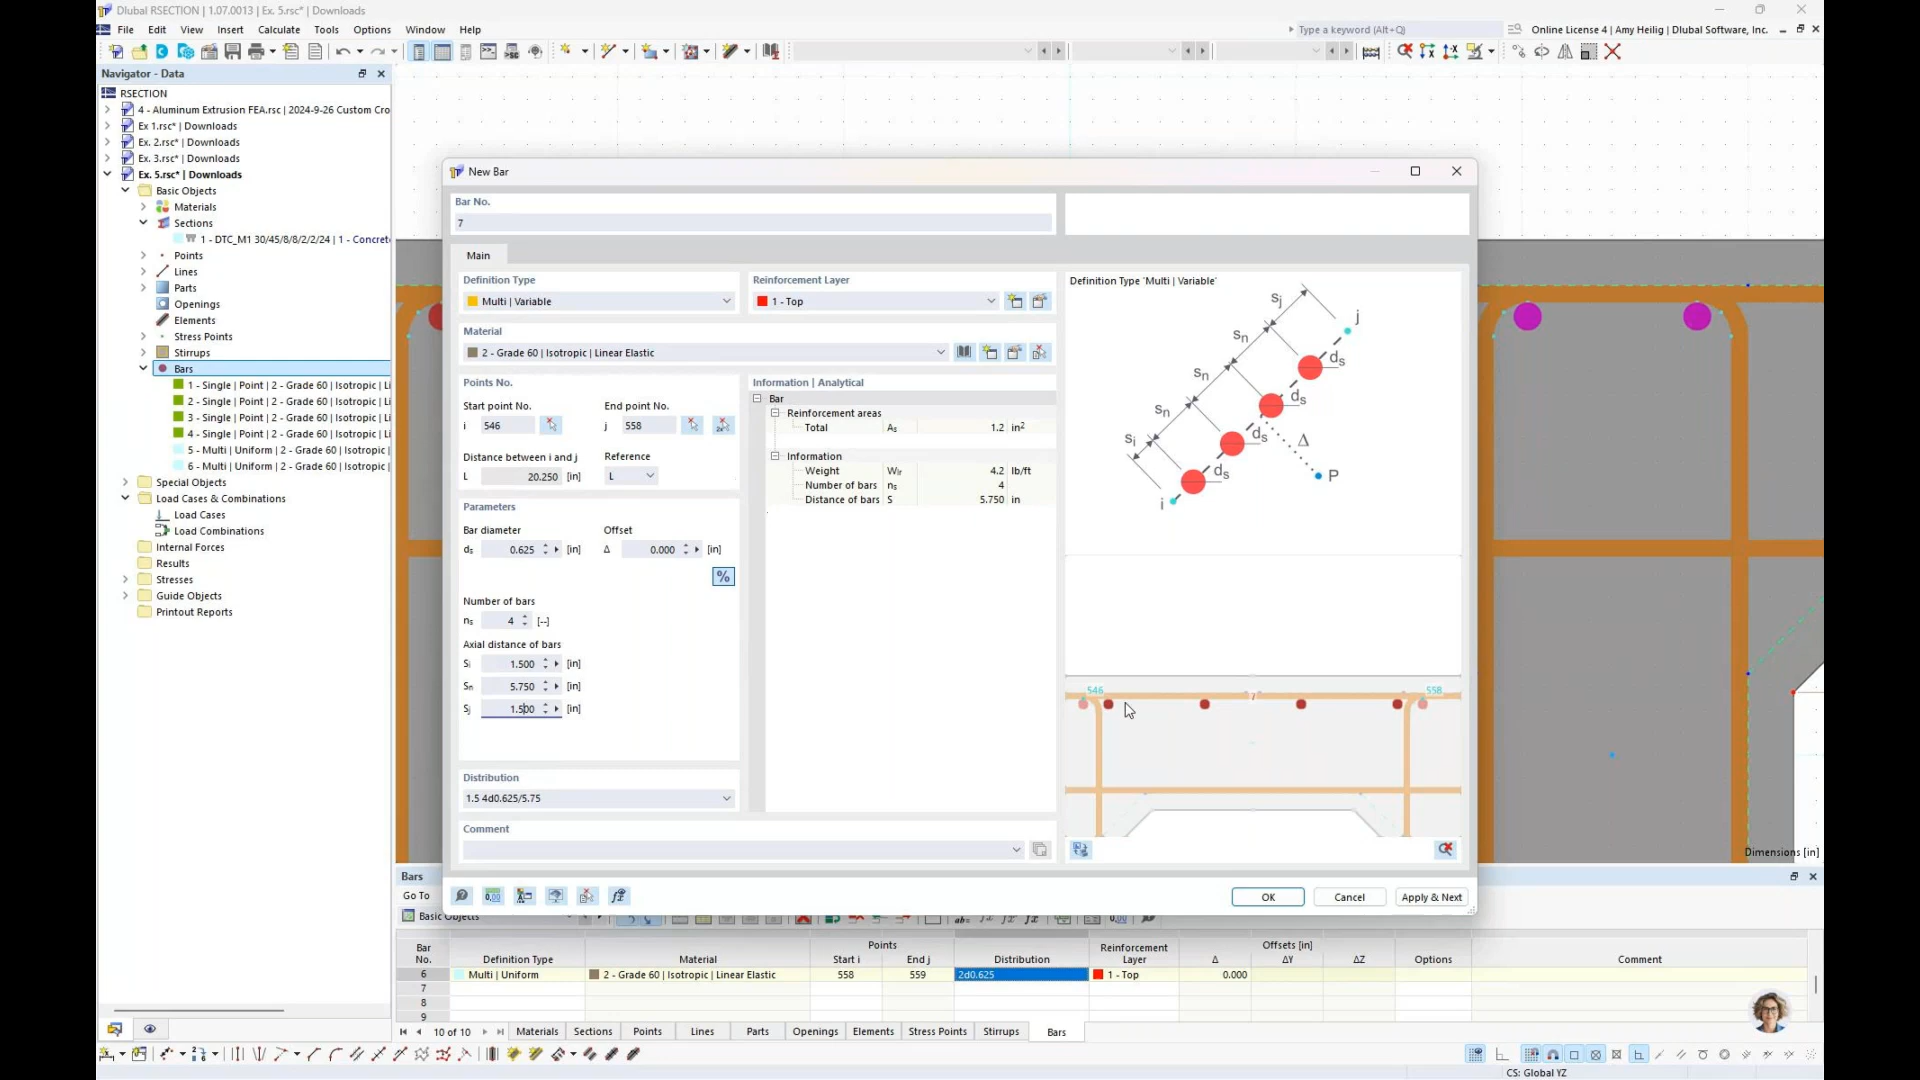 Dlubal RSECTION | 1.07.0013 | Ex. 5.rsc* | Downloads
File Edit View Insert Calculate Tools Options Window Help
Type a keyword (Alt+Q)
Online License 4 | Amy Heilig | Dlubal Software, Inc.
Navigator - Data
RSECTION
4 - Aluminum Extrusion FEA.rsc | 2024-9-26 Custom Cro
Ex 1.rsc* | Downloads
Ex. 2.rsc* | Downloads
Ex. 3.rsc* | Downloads
Ex. 5.rsc* | Downloads
Basic Objects
Materials
Sections
1 - DTC_M1 30/45/8/8/2/2/24 | 1 - Concrete
Points
Lines
Parts
Openings
Elements
Stress Points
Stirrups
Bars
1 - Single | Point | 2 - Grade 60 | Isotropic | Li
2 - Single | Point | 2 - Grade 60 | Isotropic | Li
3 - Single | Point | 2 - Grade 60 | Isotropic | Li
4 - Single | Point | 2 - Grade 60 | Isotropic | Li
5 - Multi | Uniform | 2 - Grade 60 | Isotropic |
6 - Multi | Uniform | 2 - Grade 60 | Isotropic |
Special Objects
Load Cases & Combinations
Load Cases
Load Combinations
Internal Forces
Results
Stresses
Guide Objects
Printout Reports
New Bar
Bar No.
7
Main
Definition Type
Multi | Variable
Reinforcement Layer
1 - Top
Material
2 - Grade 60 | Isotropic | Linear Elastic
Points No.
Start point No. End point No.
i 546 j 558
Distance between i and j Reference
L 20.250 [in] L
Parameters
Bar diameter Offset
ds 0.625 [in] Δ 0.000 [in]
%
Number of bars
ns 4 [--]
Axial distance of bars
Si 1.500 [in]
Sn 5.750 [in]
Sj 1.500 [in]
Distribution
1.5 4d0.625/5.75
Comment
Information | Analytical
Bar
Reinforcement areas
Total As 1.2 in2
Information
Weight 4.2 lb/ft
Number of bars ns 4
Distance of bars S 5.750 in
Definition Type 'Multi | Variable'
sj
j
sn
ds
sn
ds
sn
ds
Δ
si
ds
P
i
546 7 558
0,00
OK Cancel Apply & Next
Dimensions [in]
Bars
Go To
Basic Objects
Bar No.
Definition Type
Material
Points
Start i
End j
Distribution
Reinforcement Layer
Offsets [in]
Δ
ΔY
ΔZ
Options
Comment
6 Multi | Uniform 2 - Grade 60 | Isotropic | Linear Elastic 558 559 2d0.625 1 - Top 0.000
7
8
9
10 of 10 Materials Sections Points Lines Parts Openings Elements Stress Points Stirrups Bars
CS: Global YZ